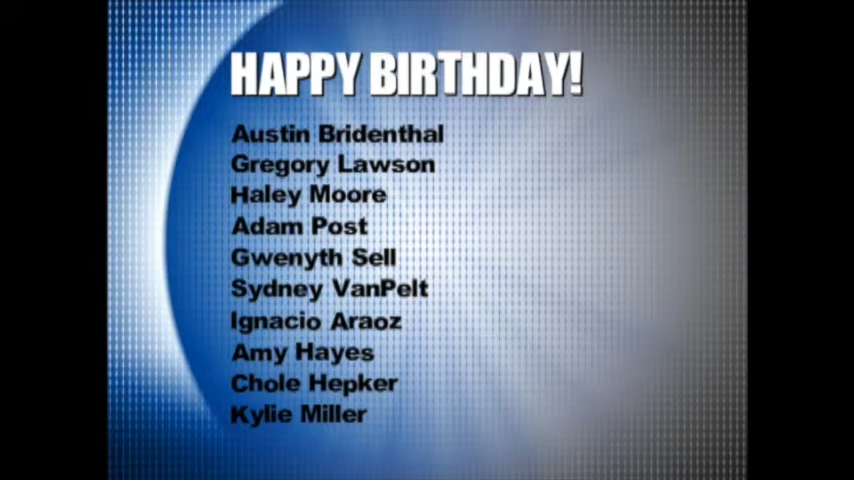 HAPPY BIRTHDAY!
Austin Bridenthal
Gregory Lawson
Haley Moore
Adam Post
Gwenyth Sell
Sydney VanPelt
Ignacio Araoz
Amy Hayes
Chole Hepker
Kylie Miller